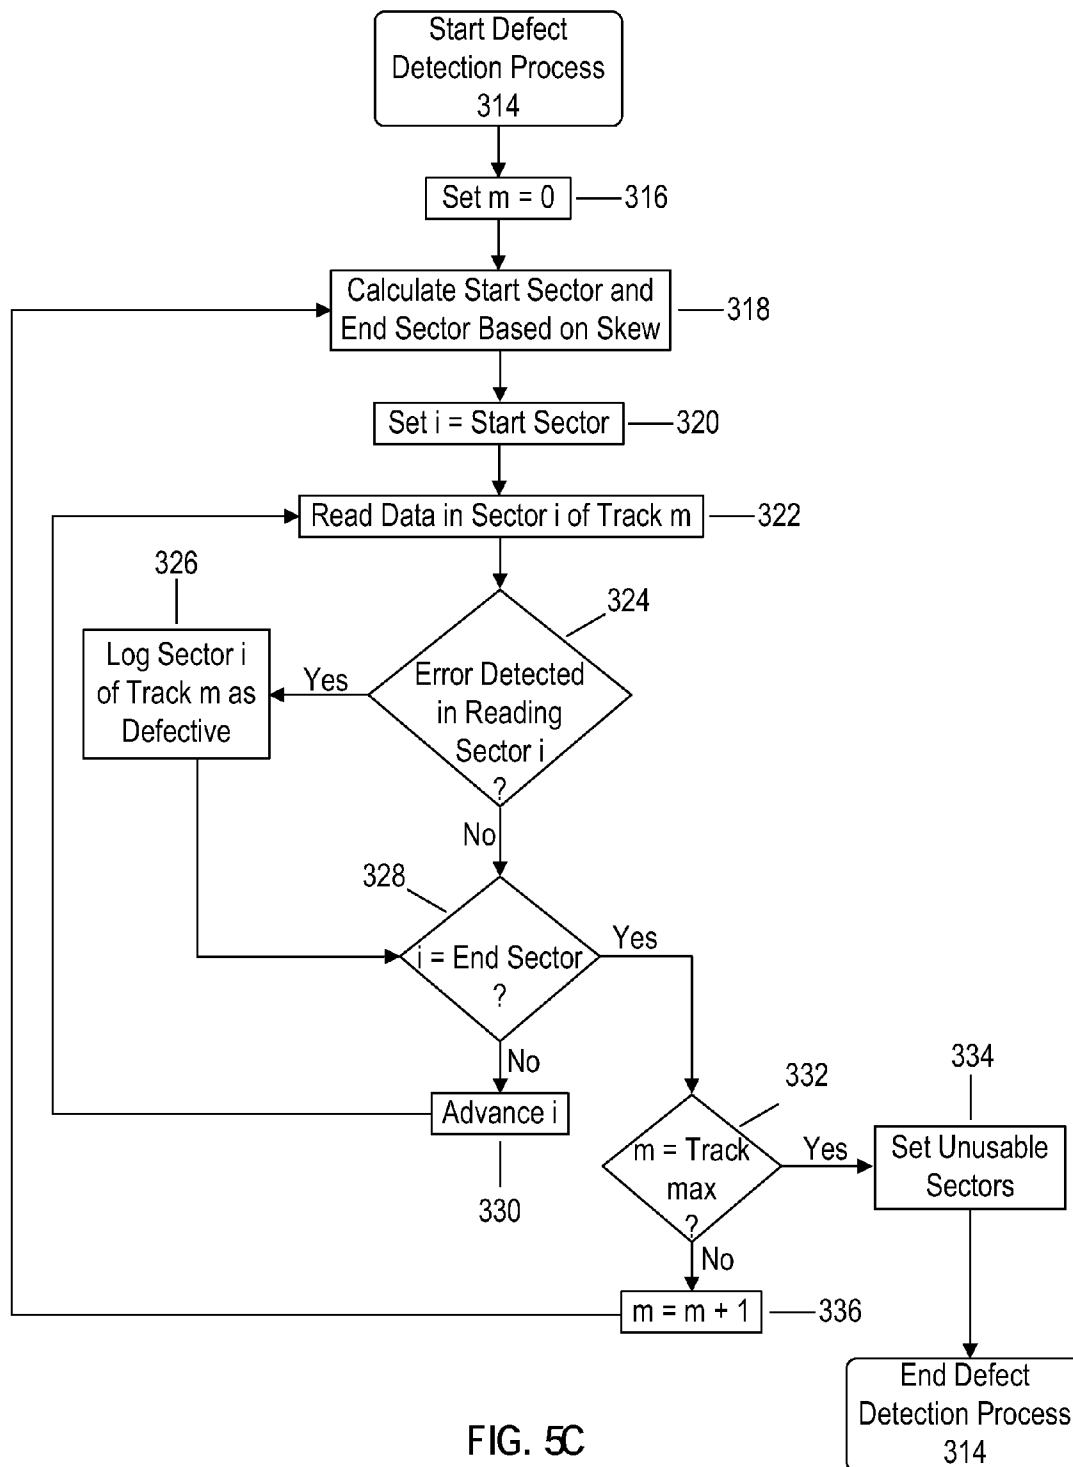 Start Defect
Detection Process
314
Set m = 0
316
Calculate Start Sector and
End Sector Based on Skew
318
Set i = Start Sector
320
Read Data in Sector i of Track m
322
326
324
Log Sector i
of Track m as
Defective
Yes
Error Detected
in Reading
Sector i
?
No
328
i = End Sector
?
Yes
No
Advance i
330
332
334
m = Track
max
?
Yes
Set Unusable
Sectors
No
m = m + 1
336
End Defect
Detection Process
314
FIG. 5C